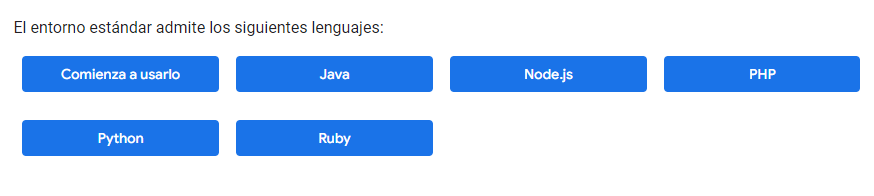 El entorno estándar admite los siguientes lenguajes:
Comienza a usarlo Java Node.js PHP
Python Ruby